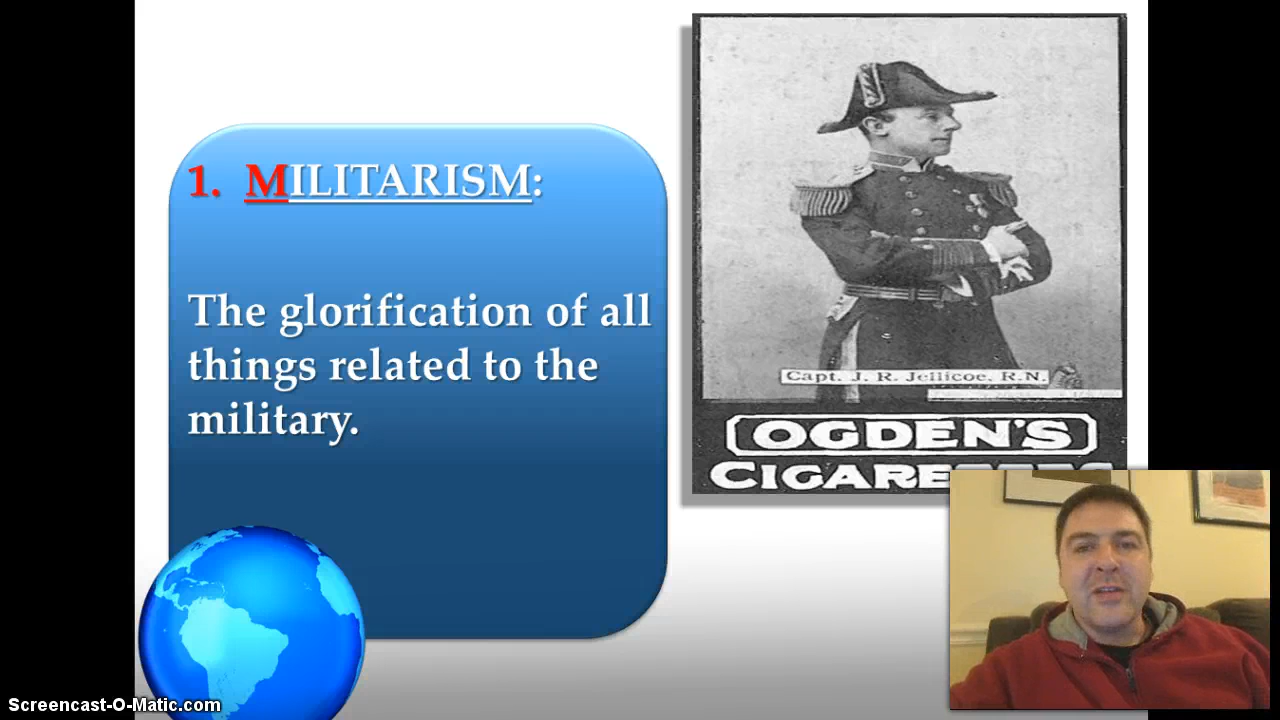 1. MILITARISM:
The glorification of all
things related to the
military.
Capt. J. R. Jellicoe, R.N.
OGDEN'S
Screencast-O-Matic.com